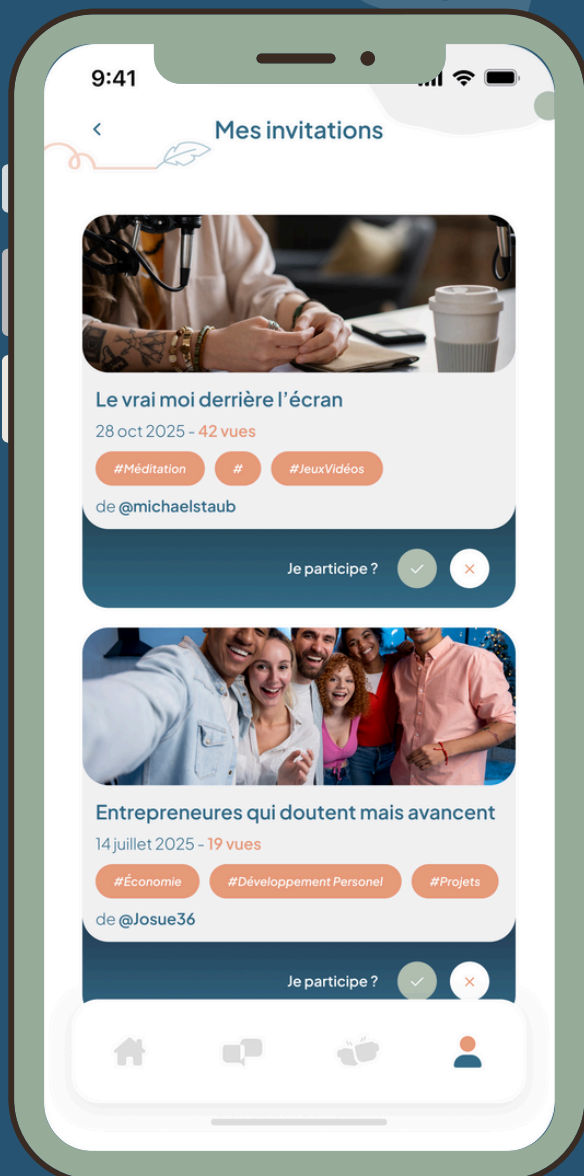 9:41
Mes invitations
Le vrai moi derrière l'écran
28 oct 2025 - 42 vues
#Méditation # #JeuxVidéos
de @michaelstaub
Je participe ?
Entrepreneures qui doutent mais avancent
14 juillet 2025 - 19 vues
#Économie #Développement Personel #Projets
de @Josue36
Je participe ?